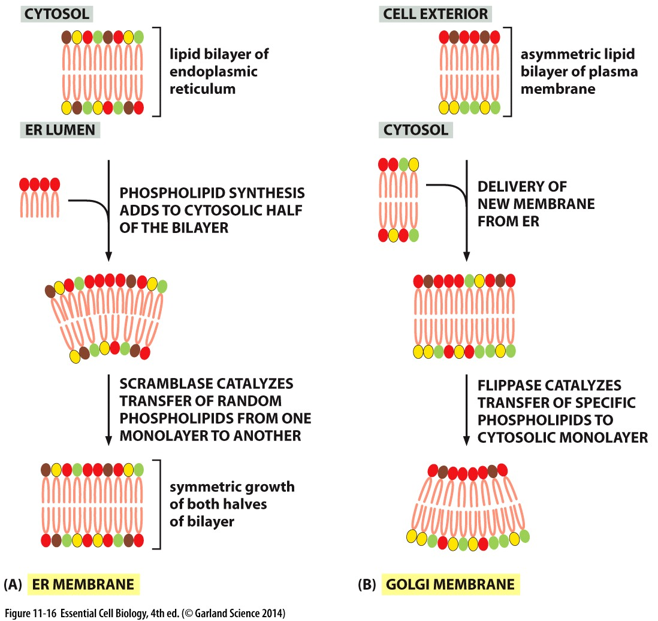 CYTOSOL
lipid bilayer of
endoplasmic
reticulum
ER LUMEN
PHOSPHOLIPID SYNTHESIS
ADDS TO CYTOSOLIC HALF
OF THE BILAYER
SCRAMBLASE CATALYZES
TRANSFER OF RANDOM
PHOSPHOLIPIDS FROM ONE
MONOLAYER TO ANOTHER
symmetric growth
of both halves
of bilayer
(A) ER MEMBRANE
CELL EXTERIOR
asymmetric lipid
bilayer of plasma
membrane
CYTOSOL
DELIVERY OF
NEW MEMBRANE
FROM ER
FLIPPASE CATALYZES
TRANSFER OF SPECIFIC
PHOSPHOLIPIDS TO
CYTOSOLIC MONOLAYER
(B) GOLGI MEMBRANE
Figure 11-16 Essential Cell Biology, 4th ed. (© Garland Science 2014)